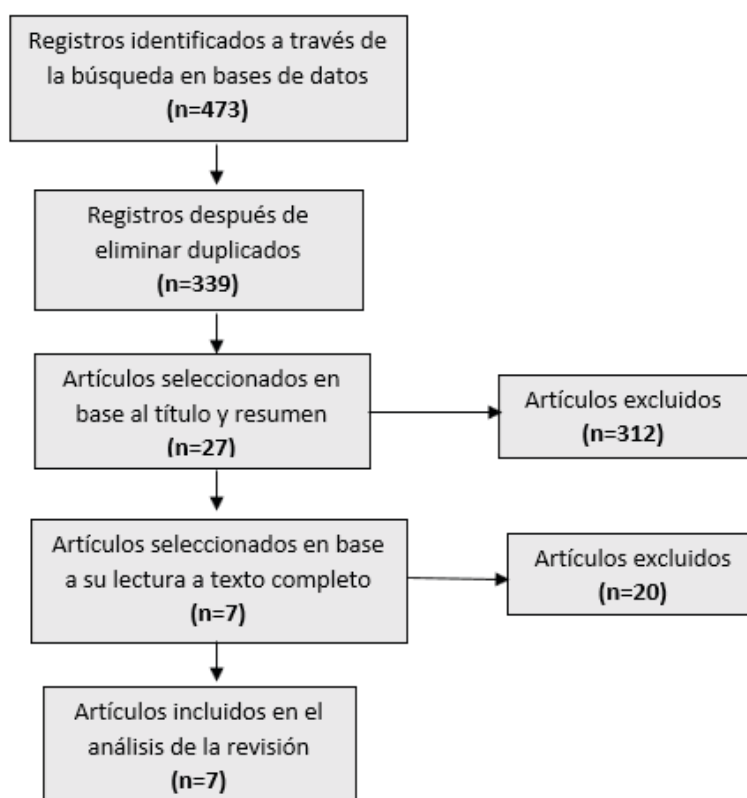 Registros identificados a través de
la búsqueda en bases de datos
(n=473)
Registros después de
eliminar duplicados
(n=339)
Artículos seleccionados en
base al título y resumen
(n=27)
Artículos excluidos
(n=312)
Artículos seleccionados en base
a su lectura a texto completo
(n=7)
Artículos excluidos
(n=20)
Artículos incluidos en el
análisis de la revisión
(n=7)